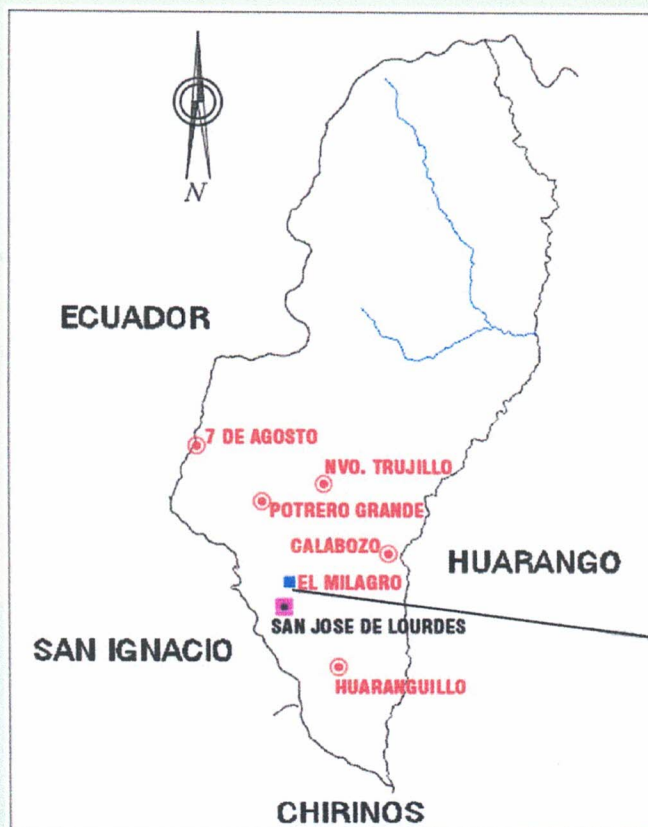 N
ECUADOR
7 DE AGOSTO
NVO. TRUJILLO
POTRERO GRANDE
CALABOZO
HUARANGO
EL MILAGRO
SAN JOSE DE LOURDES
SAN IGNACIO
HUARANGUILLO
CHIRINOS